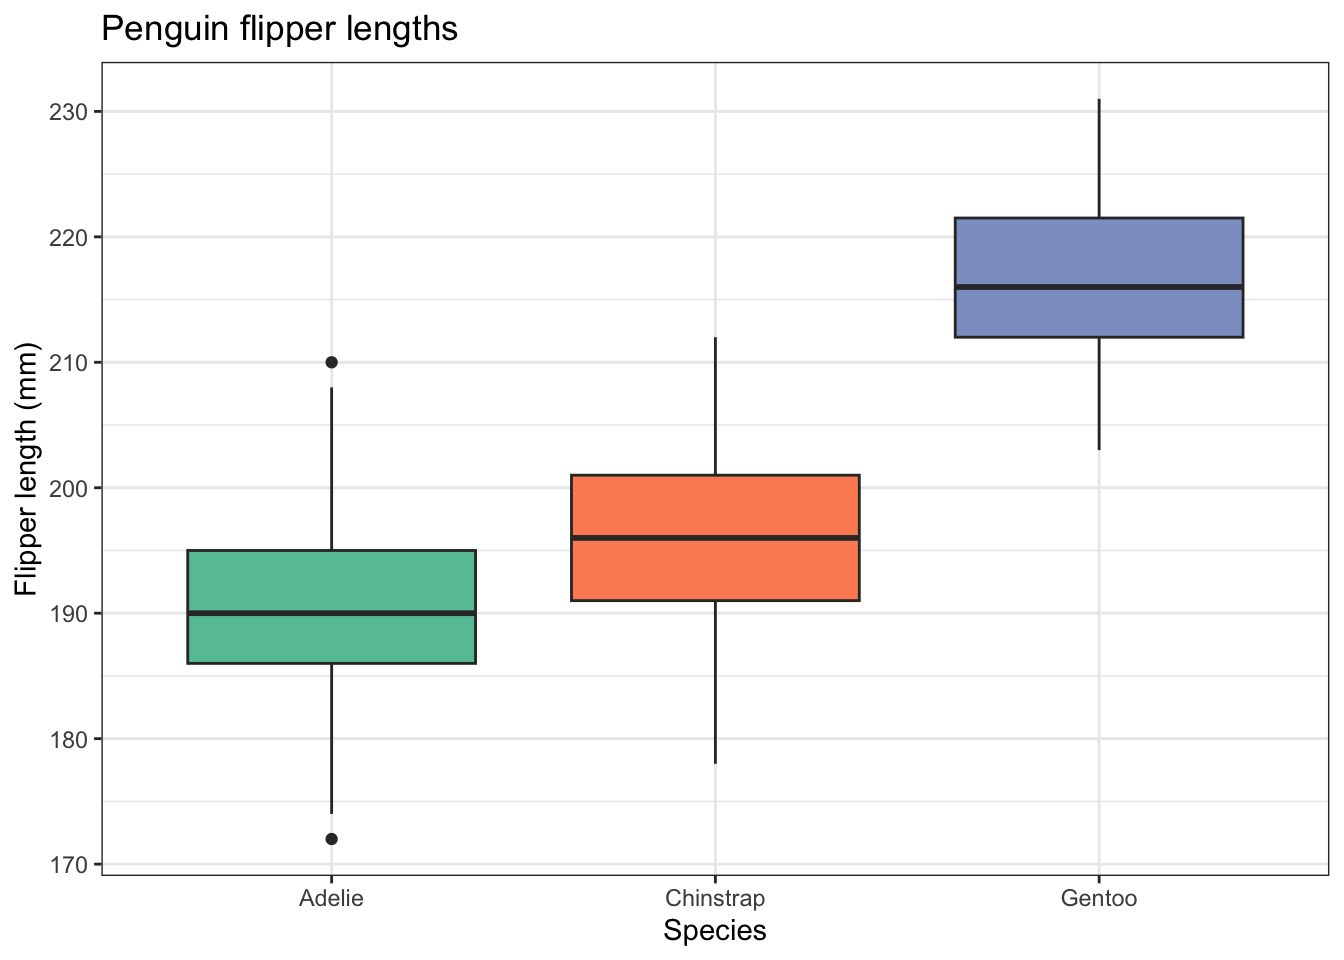 Penguin flipper lengths
Flipper length (mm)
230
220
210
200
190
180
170
Adelie
Chinstrap
Gentoo
Species